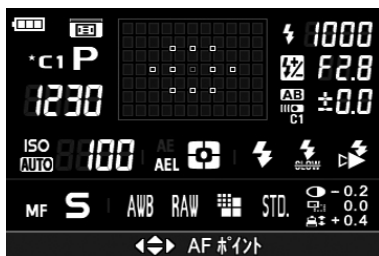 1000
*C1 P F2.8
1230 AB C1 ±0.0
ISO AUTO 100 AE AEL SLOW
MF S AWB RAW STD. -0.2
0.0
+0.4
AF ポイント